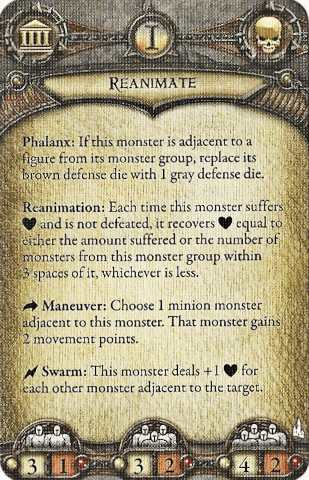 I
REANIMATE
Phalanx: If this monster is adjacent to a
figure from its monster group, replace its
brown defense die with 1 gray defense die.
Reanimation: Each time this monster suffers
♥ and is not defeated, it recovers ♥ equal to
either the amount suffered or the number of
monsters from this monster group within
3 spaces of it, whichever is less.
Maneuver: Choose 1 minion monster
adjacent to this monster. That monster gains
2 movement points.
Swarm: This monster deals +1 ♥ for
each other monster adjacent to the target.
3 1 3 2 4 2